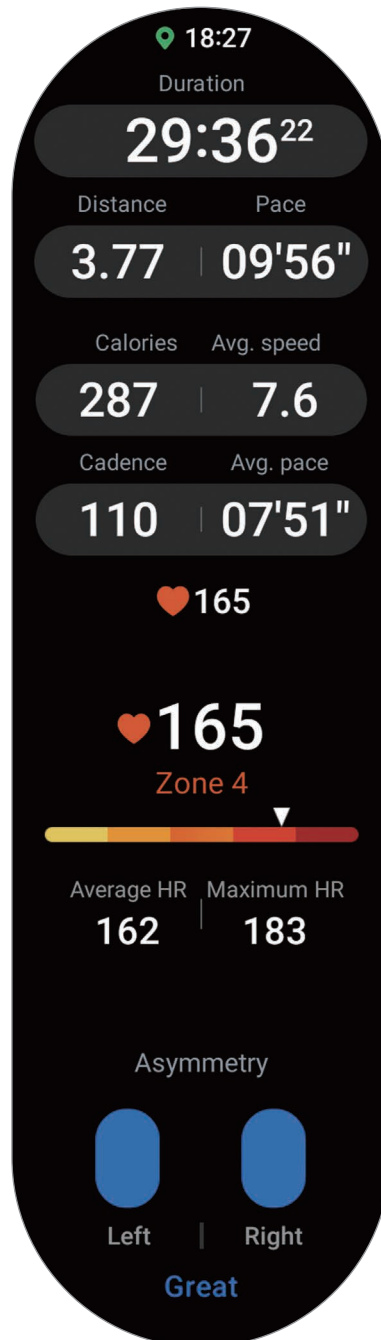 18:27
Duration
29:36²²
Distance Pace
3.77 09'56"
Calories Avg. speed
287 7.6
Cadence Avg. pace
110 07'51"
165
165
Zone 4
Average HR Maximum HR
162 183
Asymmetry
Left Right
Great